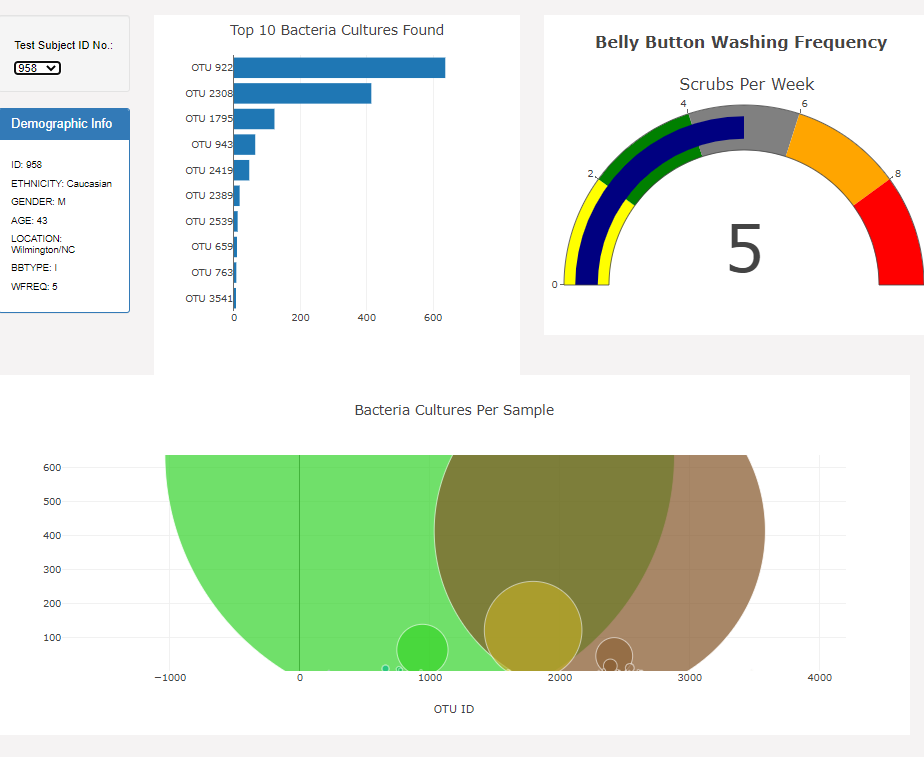 Test Subject ID No.:
958
Demographic Info
ID: 958
ETHNICITY: Caucasian
GENDER: M
AGE: 43
LOCATION:
Wilmington/NC
BBTYPE: I
WFREQ: 5
Top 10 Bacteria Cultures Found
OTU 922
OTU 2308
OTU 1795
OTU 943
OTU 2419
OTU 2389
OTU 2539
OTU 659
OTU 763
OTU 3541
0 200 400 600
Belly Button Washing Frequency
Scrubs Per Week
0
2
4
6
8
5
Bacteria Cultures Per Sample
600
500
400
300
200
100
−1000 0 1000 2000 3000 4000
OTU ID